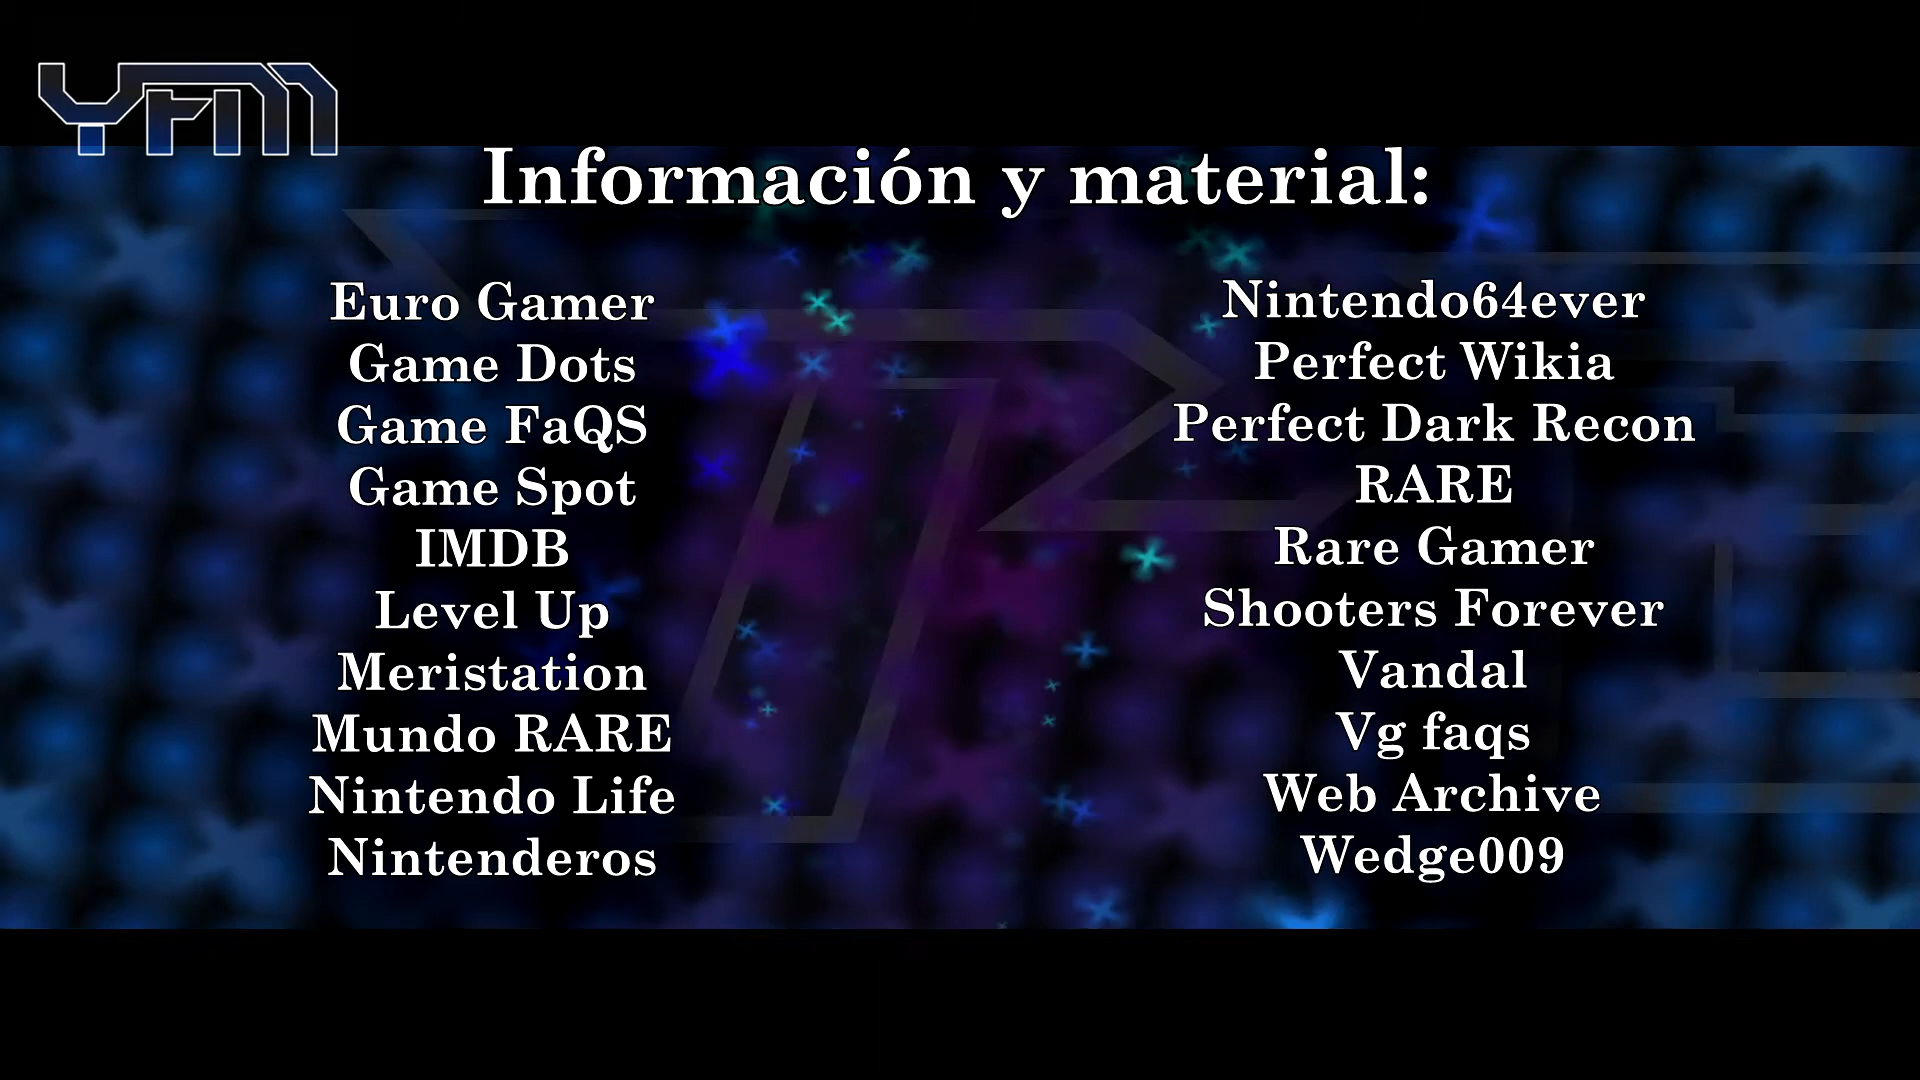 YFM
Información y material:
Euro Gamer
Game Dots
Game FaQS
Game Spot
IMDB
Level Up
Meristation
Mundo RARE
Nintendo Life
Nintenderos
Nintendo64ever
Perfect Wikia
Perfect Dark Recon
RARE
Rare Gamer
Shooters Forever
Vandal
Vg faqs
Web Archive
Wedge009